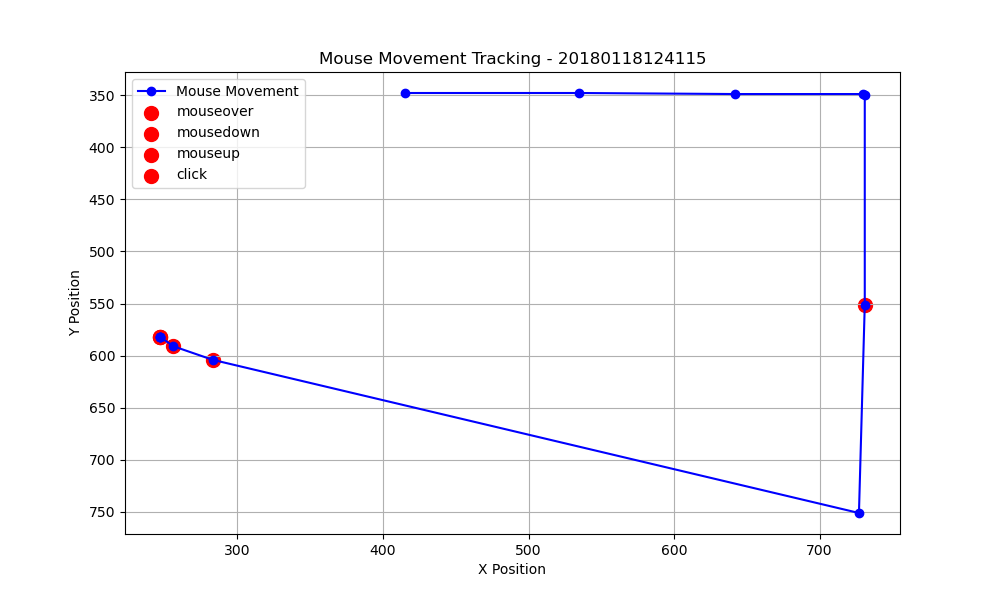 Mouse Movement Tracking - 20180118124115
Mouse Movement
mouseover
mousedown
mouseup
click
350
400
450
500
550
600
650
700
750
Y Position
300 400 500 600 700
X Position